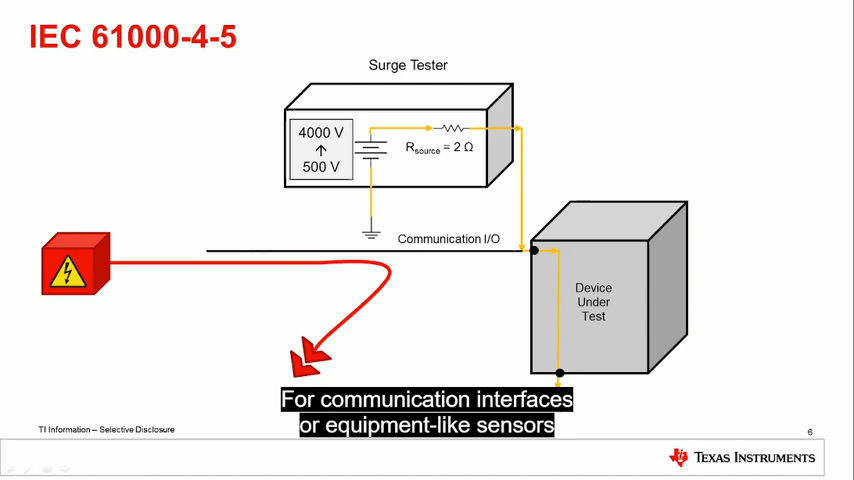 IEC 61000-4-5
Surge Tester
4000 V
↑
500 V
Rsource = 2 Ω
Communication I/O
Device
Under
Test
For communication interfaces
or equipment-like sensors
TI Information – Selective Disclosure
6
TEXAS INSTRUMENTS